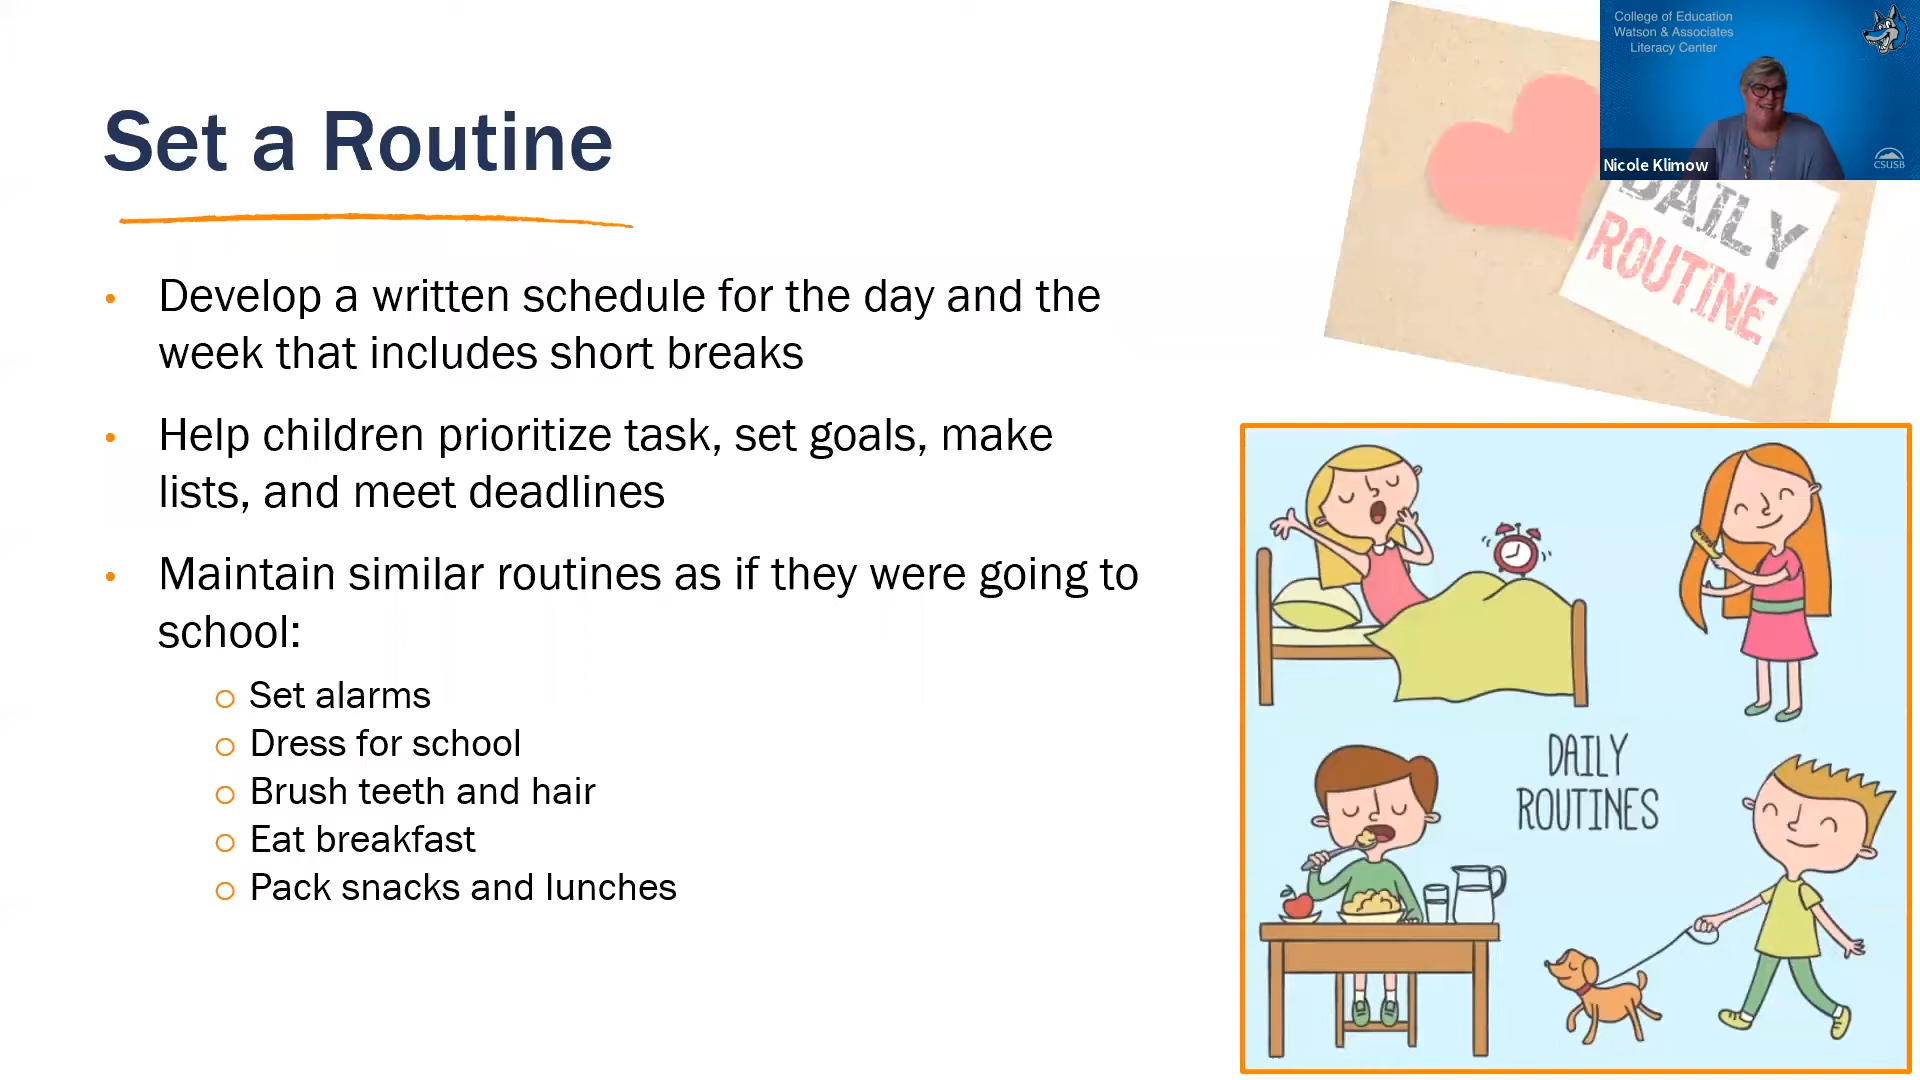 Set a Routine
• Develop a written schedule for the day and the
week that includes short breaks
• Help children prioritize task, set goals, make
lists, and meet deadlines
• Maintain similar routines as if they were going to
school:
o Set alarms
o Dress for school
o Brush teeth and hair
o Eat breakfast
o Pack snacks and lunches
College of Education
Watson & Associates
Literacy Center
Nicole Klimow
CSUSB
DAILY
ROUTINE
DAILY
ROUTINES